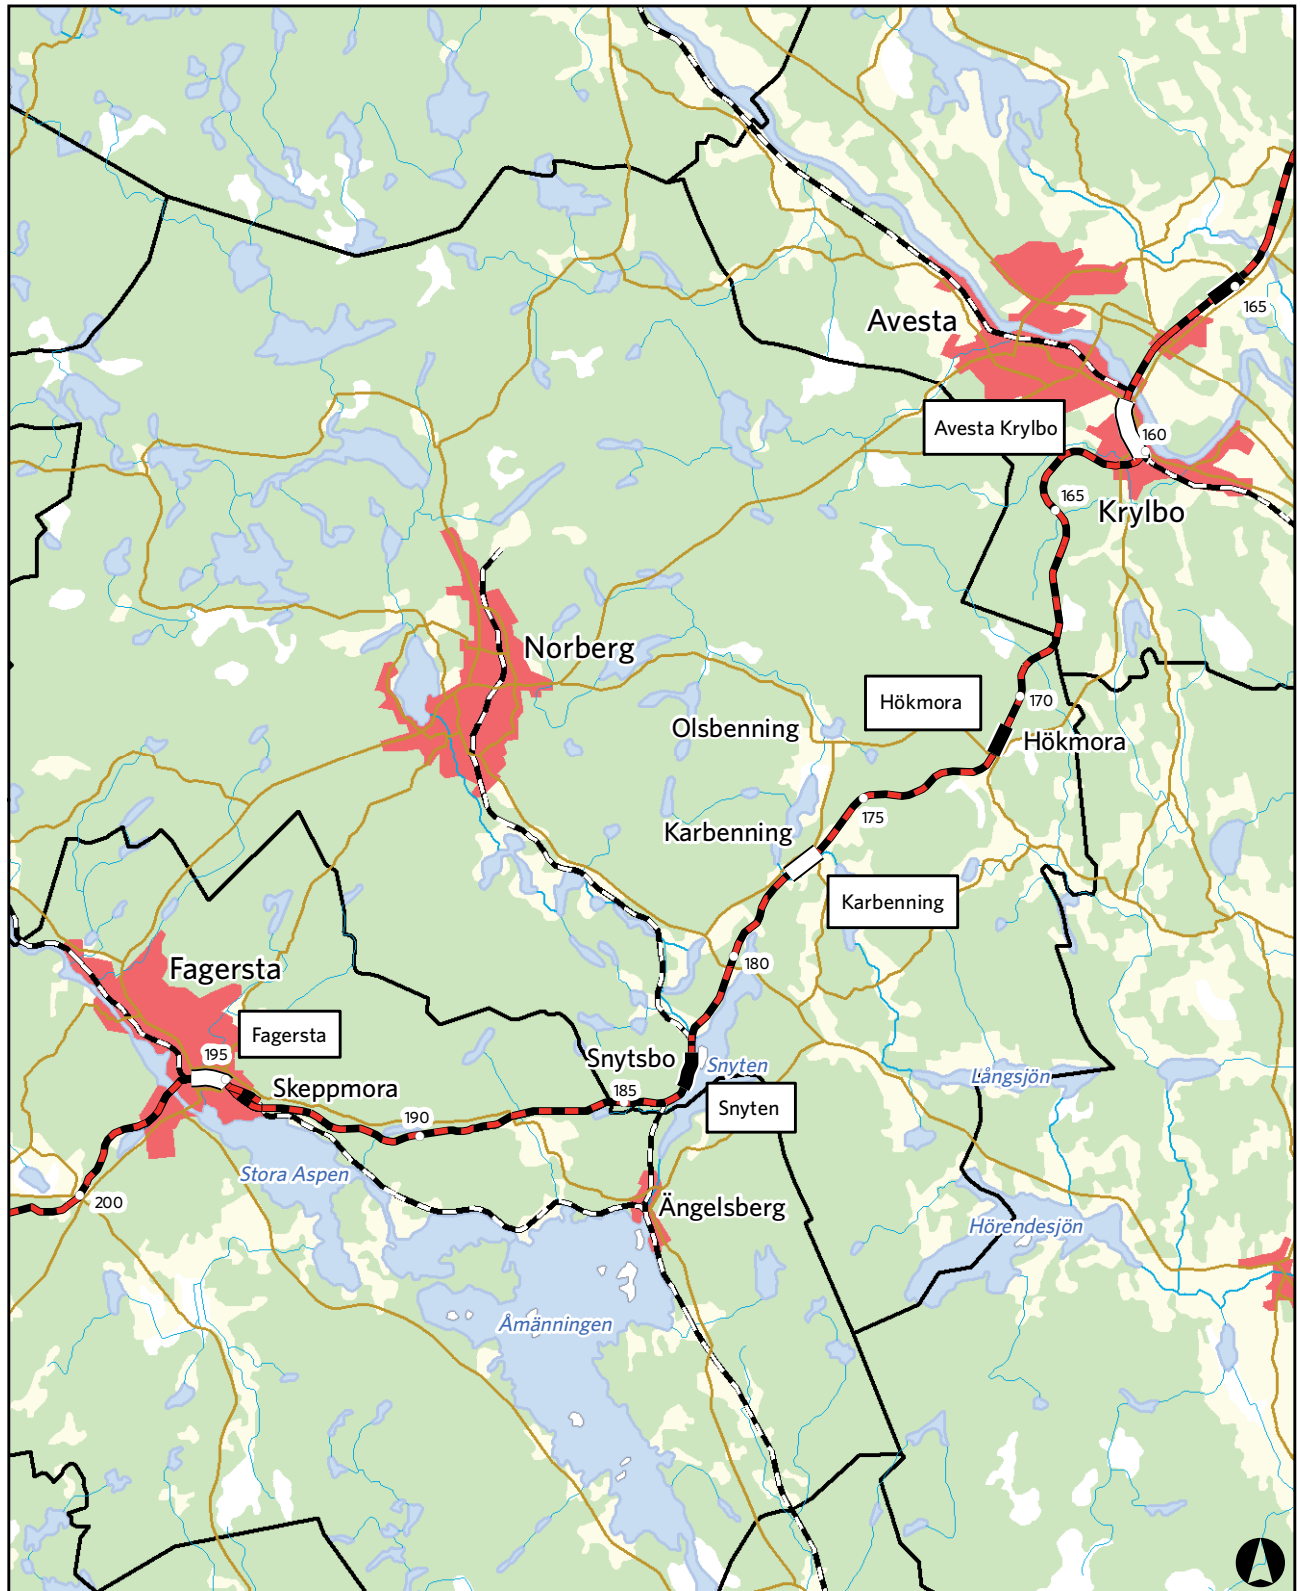 165
Avesta
Avesta Krylbo
160
165
Krylbo
Norberg
Hökmora
170
Olsbenning
Hökmora
175
Karbenning
Karbenning
180
Fagersta
Fagersta
195
Snytsbo
Snyten
Långsjön
Skeppmora
185
Snyten
190
Stora Aspen
200
Ängelsberg
Hörendesjön
Åmänningen